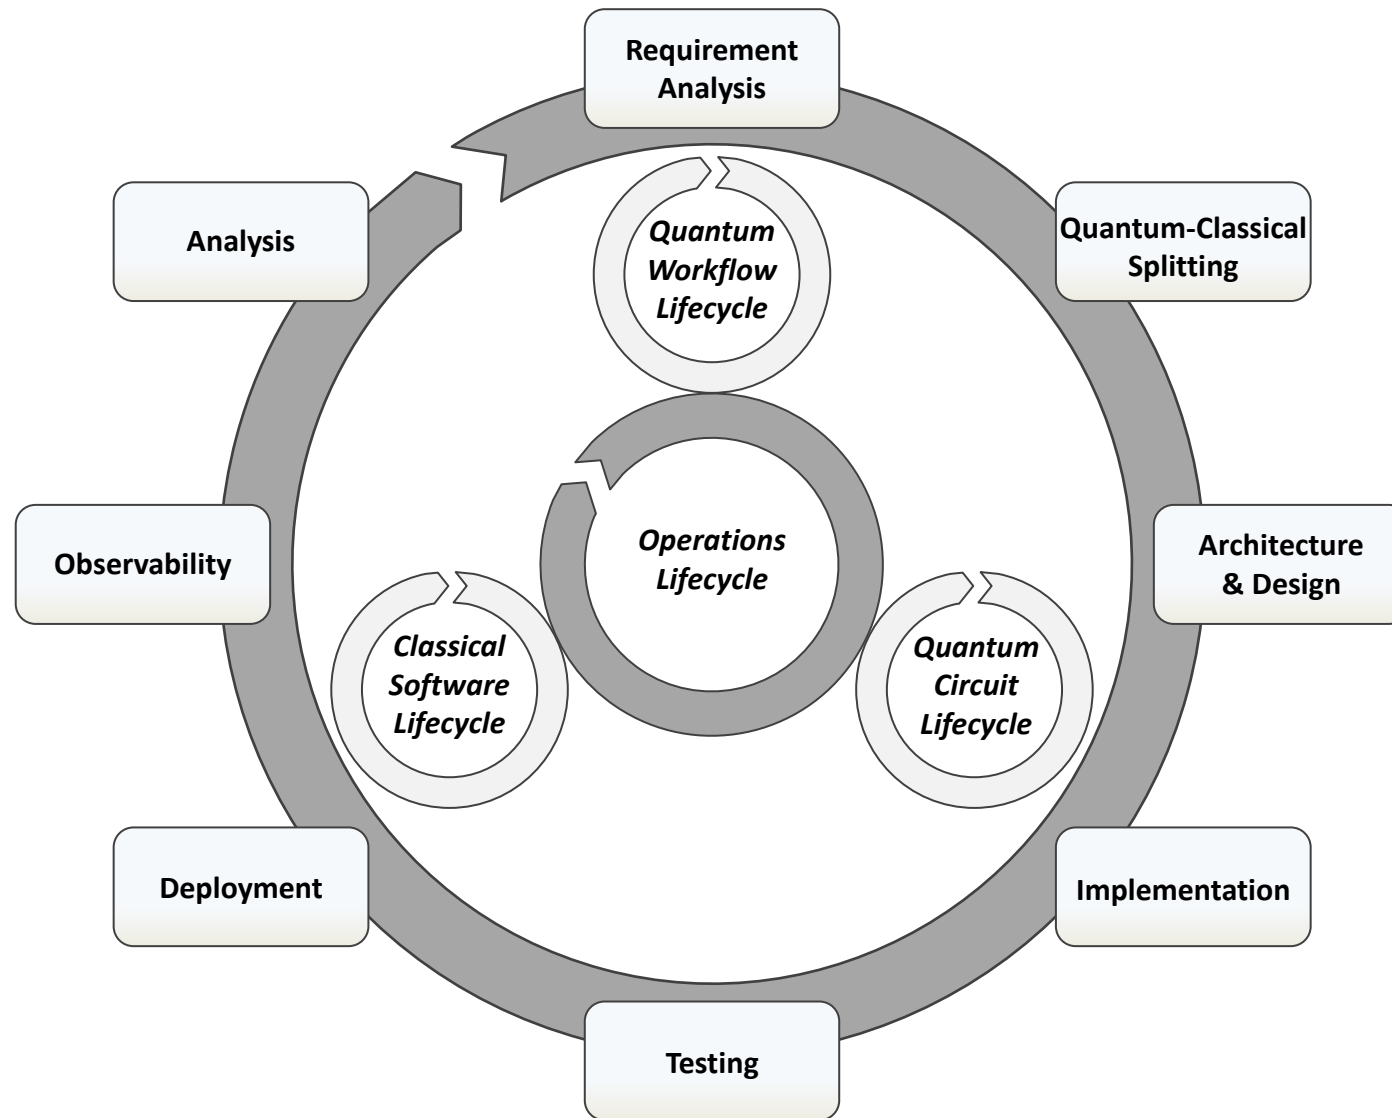 Requirement
Analysis
Quantum-Classical
Splitting
Architecture
& Design
Implementation
Testing
Deployment
Observability
Analysis
Quantum
Workflow
Lifecycle
Operations
Lifecycle
Classical
Software
Lifecycle
Quantum
Circuit
Lifecycle